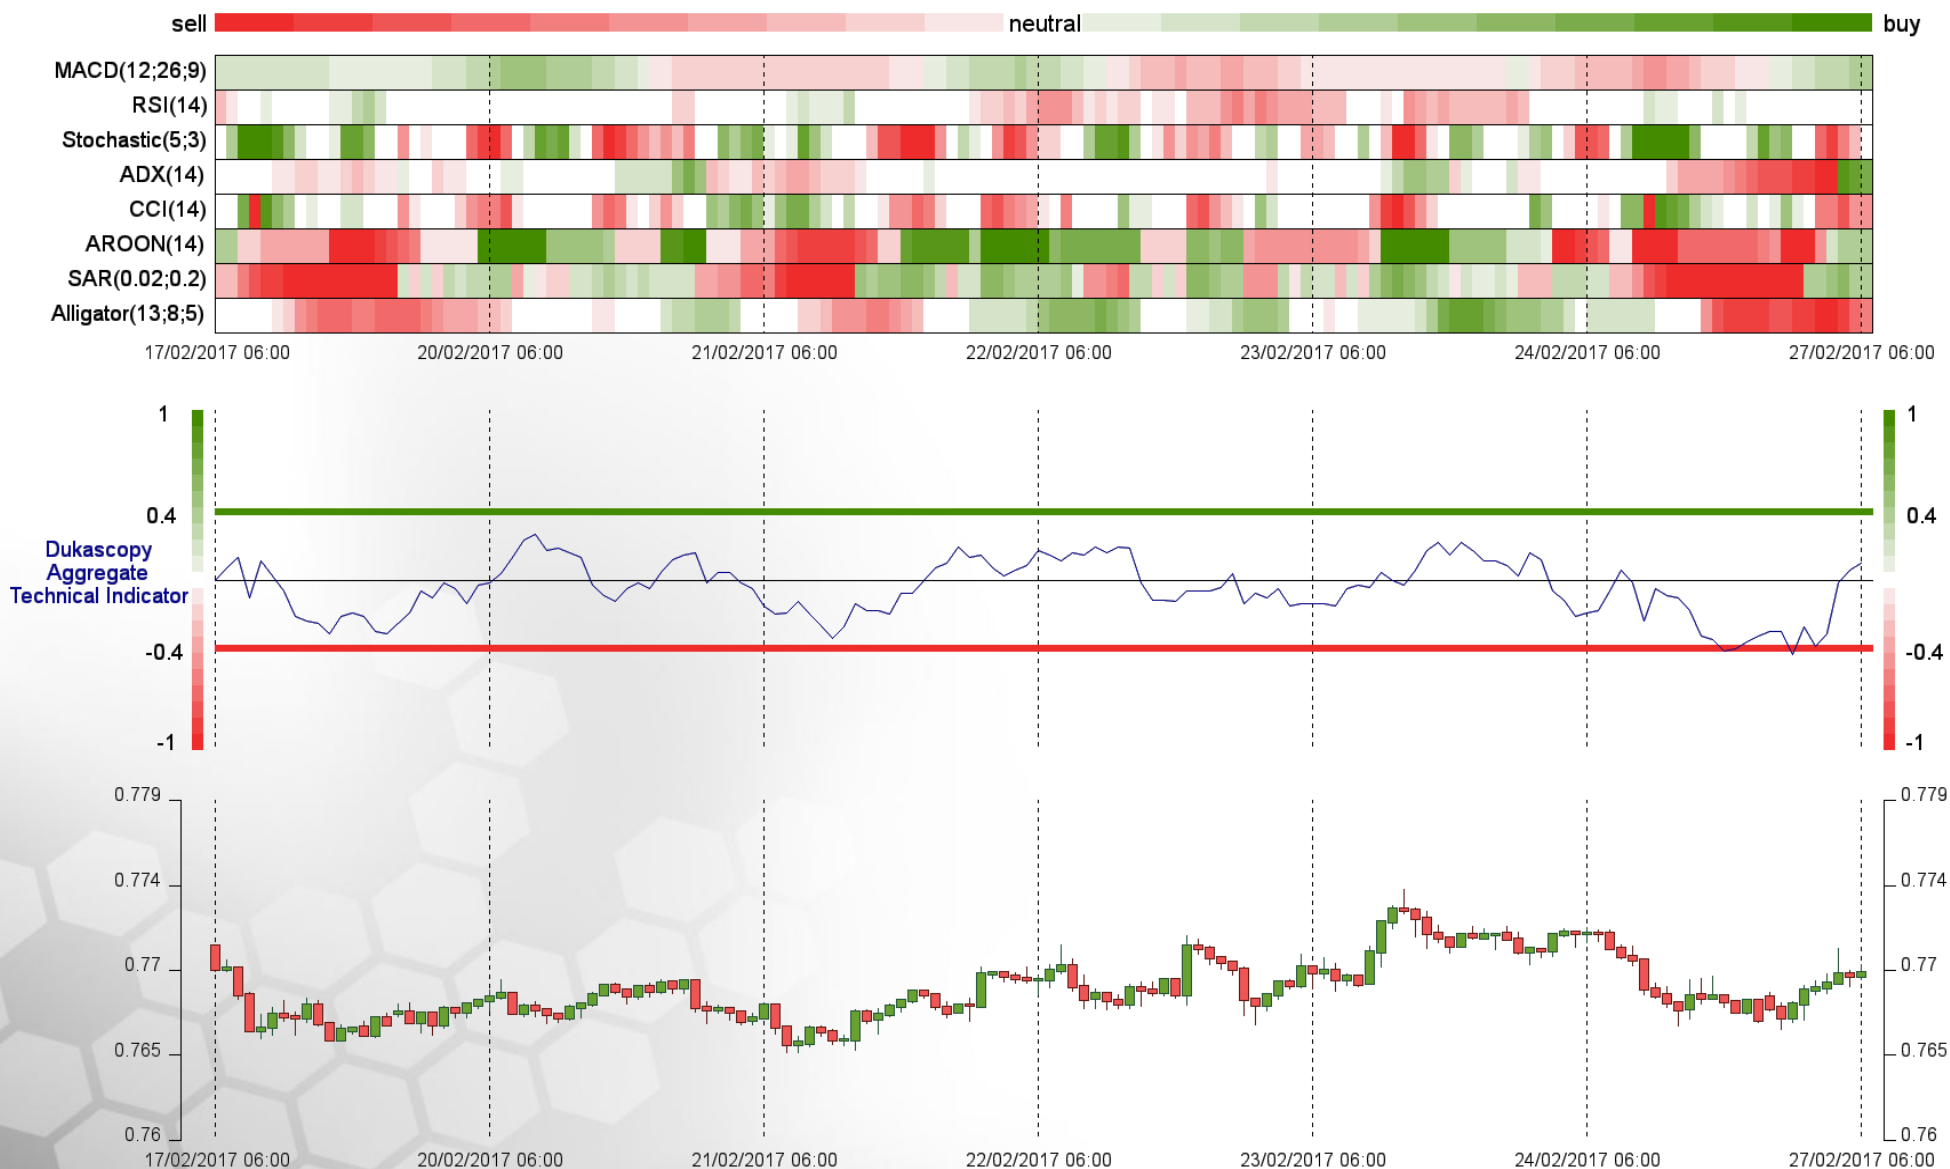 sell neutral buy
MACD(12;26;9)
RSI(14)
Stochastic(5;3)
ADX(14)
CCI(14)
AROON(14)
SAR(0.02;0.2)
Alligator(13;8;5)
17/02/2017 06:00 20/02/2017 06:00 21/02/2017 06:00 22/02/2017 06:00 23/02/2017 06:00 24/02/2017 06:00 27/02/2017 06:00
1 1
0.4 0.4
Dukascopy
Aggregate
Technical Indicator
-0.4 -0.4
-1 -1
0.779 0.779
0.774 0.774
0.77 0.77
0.765 0.765
0.76 0.76
17/02/2017 06:00 20/02/2017 06:00 21/02/2017 06:00 22/02/2017 06:00 23/02/2017 06:00 24/02/2017 06:00 27/02/2017 06:00